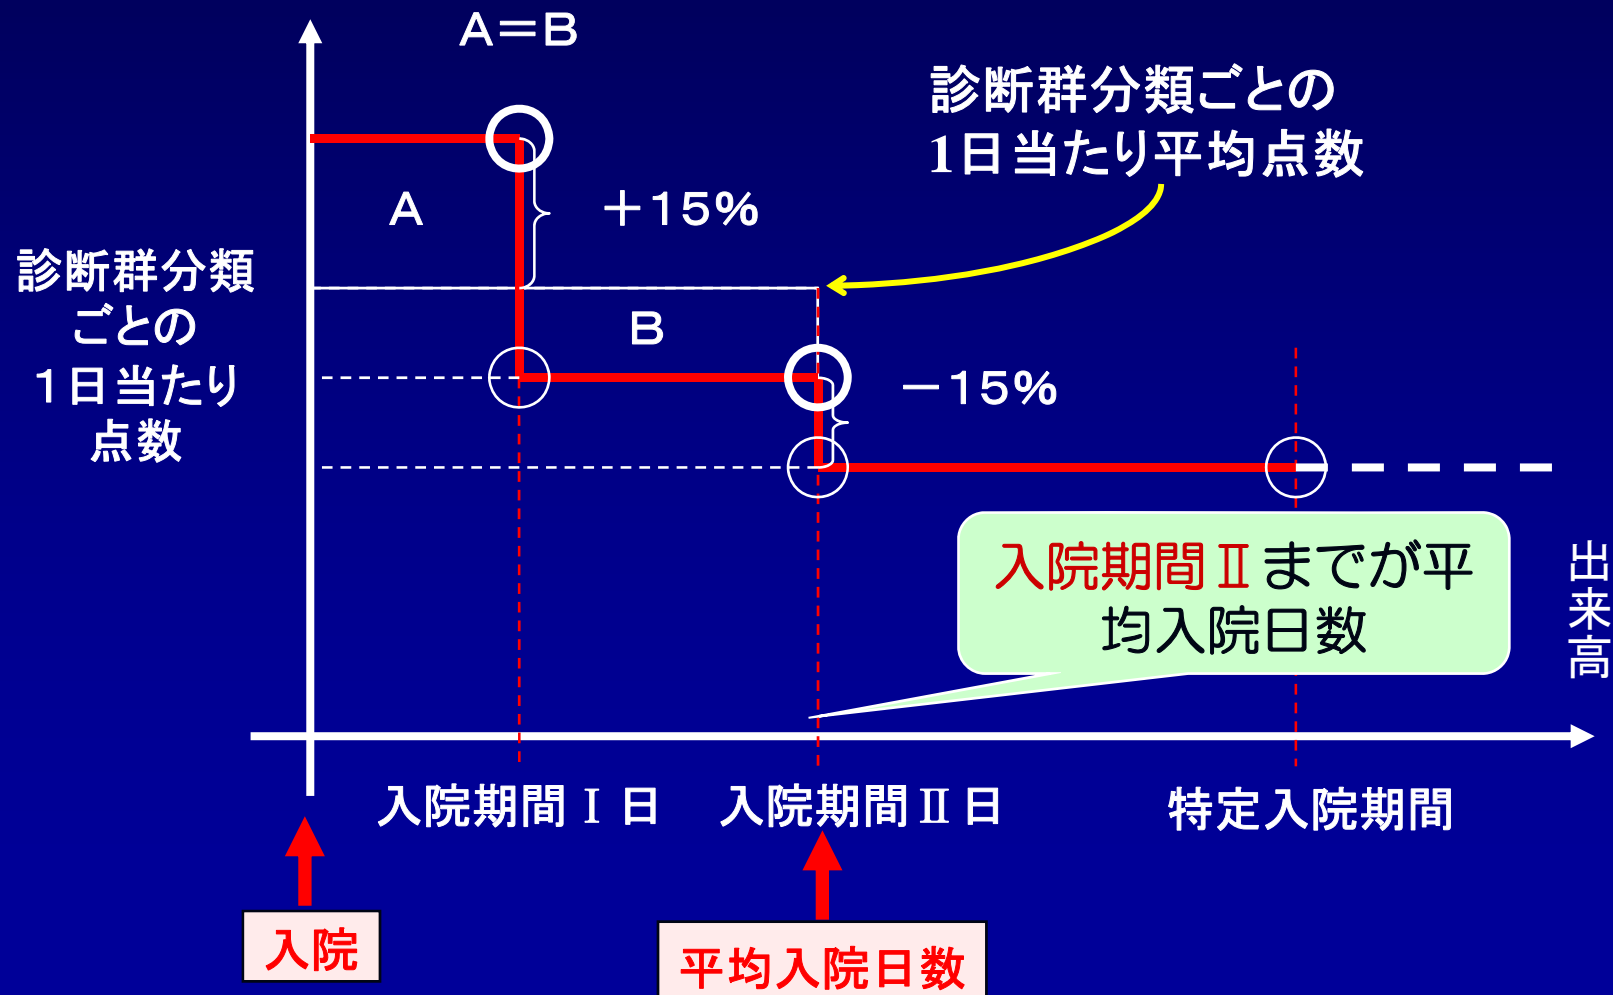 A＝B
診断群分類ごとの
1日当たり平均点数
A
＋15％
診断群分類
ごとの
1日当たり
点数
B
－15％
入院期間Ⅱまでが平
均入院日数
出来高
入院期間Ⅰ日
入院期間Ⅱ日
特定入院期間
入院
平均入院日数